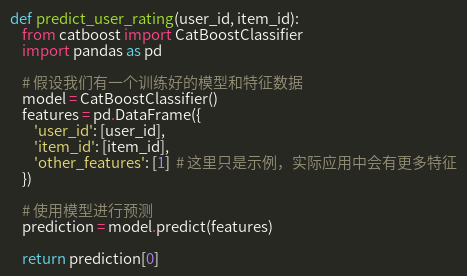 def predict_user_rating(user_id, item_id):
from catboost import CatBoostClassifier
import pandas as pd
# 假设我们有一个训练好的模型和特征数据
model = CatBoostClassifier()
features = pd.DataFrame({
'user_id': [user_id],
'item_id': [item_id],
'other_features': [1]  # 这里只是示例，实际应用中会有更多特征
})
# 使用模型进行预测
prediction = model.predict(features)
return prediction[0]